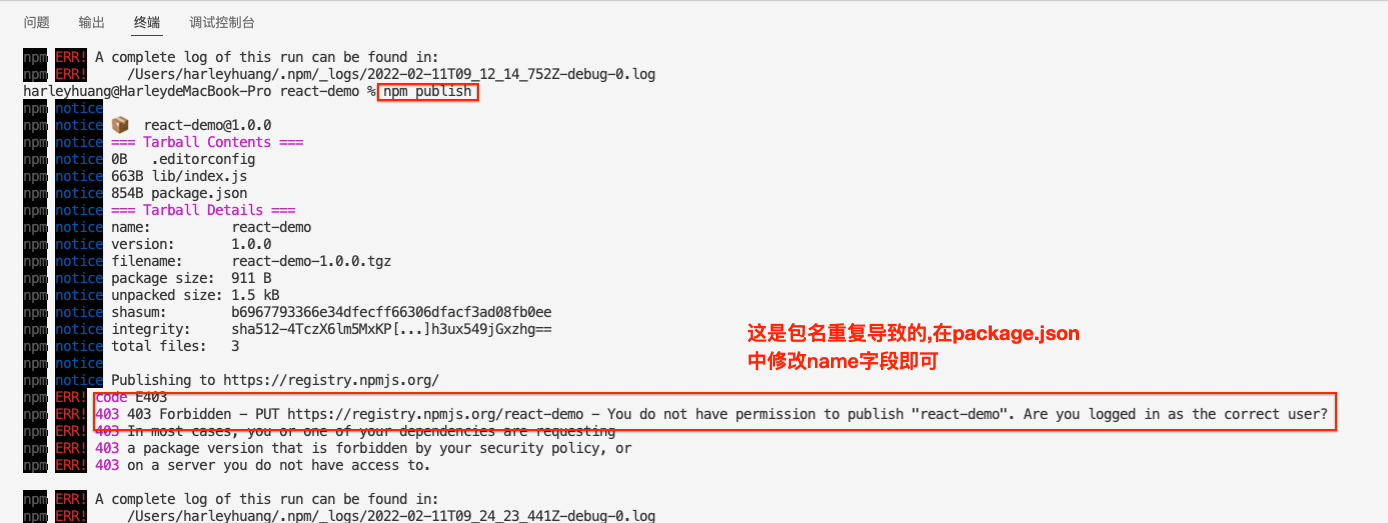 问题 输出 终端 调试控制台
npm ERR! A complete log of this run can be found in:
npm ERR!     /Users/harleyhuang/.npm/_logs/2022-02-11T09_12_14_752Z-debug-0.log
harleyhuang@HarleydeMacBook-Pro react-demo % npm publish
npm notice
npm notice 📦  react-demo@1.0.0
npm notice === Tarball Contents ===
npm notice 0B   .editorconfig
npm notice 663B lib/index.js
npm notice 854B package.json
npm notice === Tarball Details ===
npm notice name:          react-demo
npm notice version:       1.0.0
npm notice filename:      react-demo-1.0.0.tgz
npm notice package size:  911 B
npm notice unpacked size: 1.5 kB
npm notice shasum:        b6967793366e34dfecff66306dfacf3ad08fb0ee
npm notice integrity:     sha512-4TczX6lm5MxKP[...]h3ux549jGxzhg==
npm notice total files:   3
这是包名重复导致的,在package.json
中修改name字段即可
npm notice
npm notice Publishing to https://registry.npmjs.org/
npm ERR! code E403
npm ERR! 403 403 Forbidden - PUT https://registry.npmjs.org/react-demo - You do not have permission to publish "react-demo". Are you logged in as the correct user?
npm ERR! 403 In most cases, you or one of your dependencies are requesting
npm ERR! 403 a package version that is forbidden by your security policy, or
npm ERR! 403 on a server you do not have access to.
npm ERR! A complete log of this run can be found in:
npm ERR!     /Users/harleyhuang/.npm/_logs/2022-02-11T09_24_23_441Z-debug-0.log